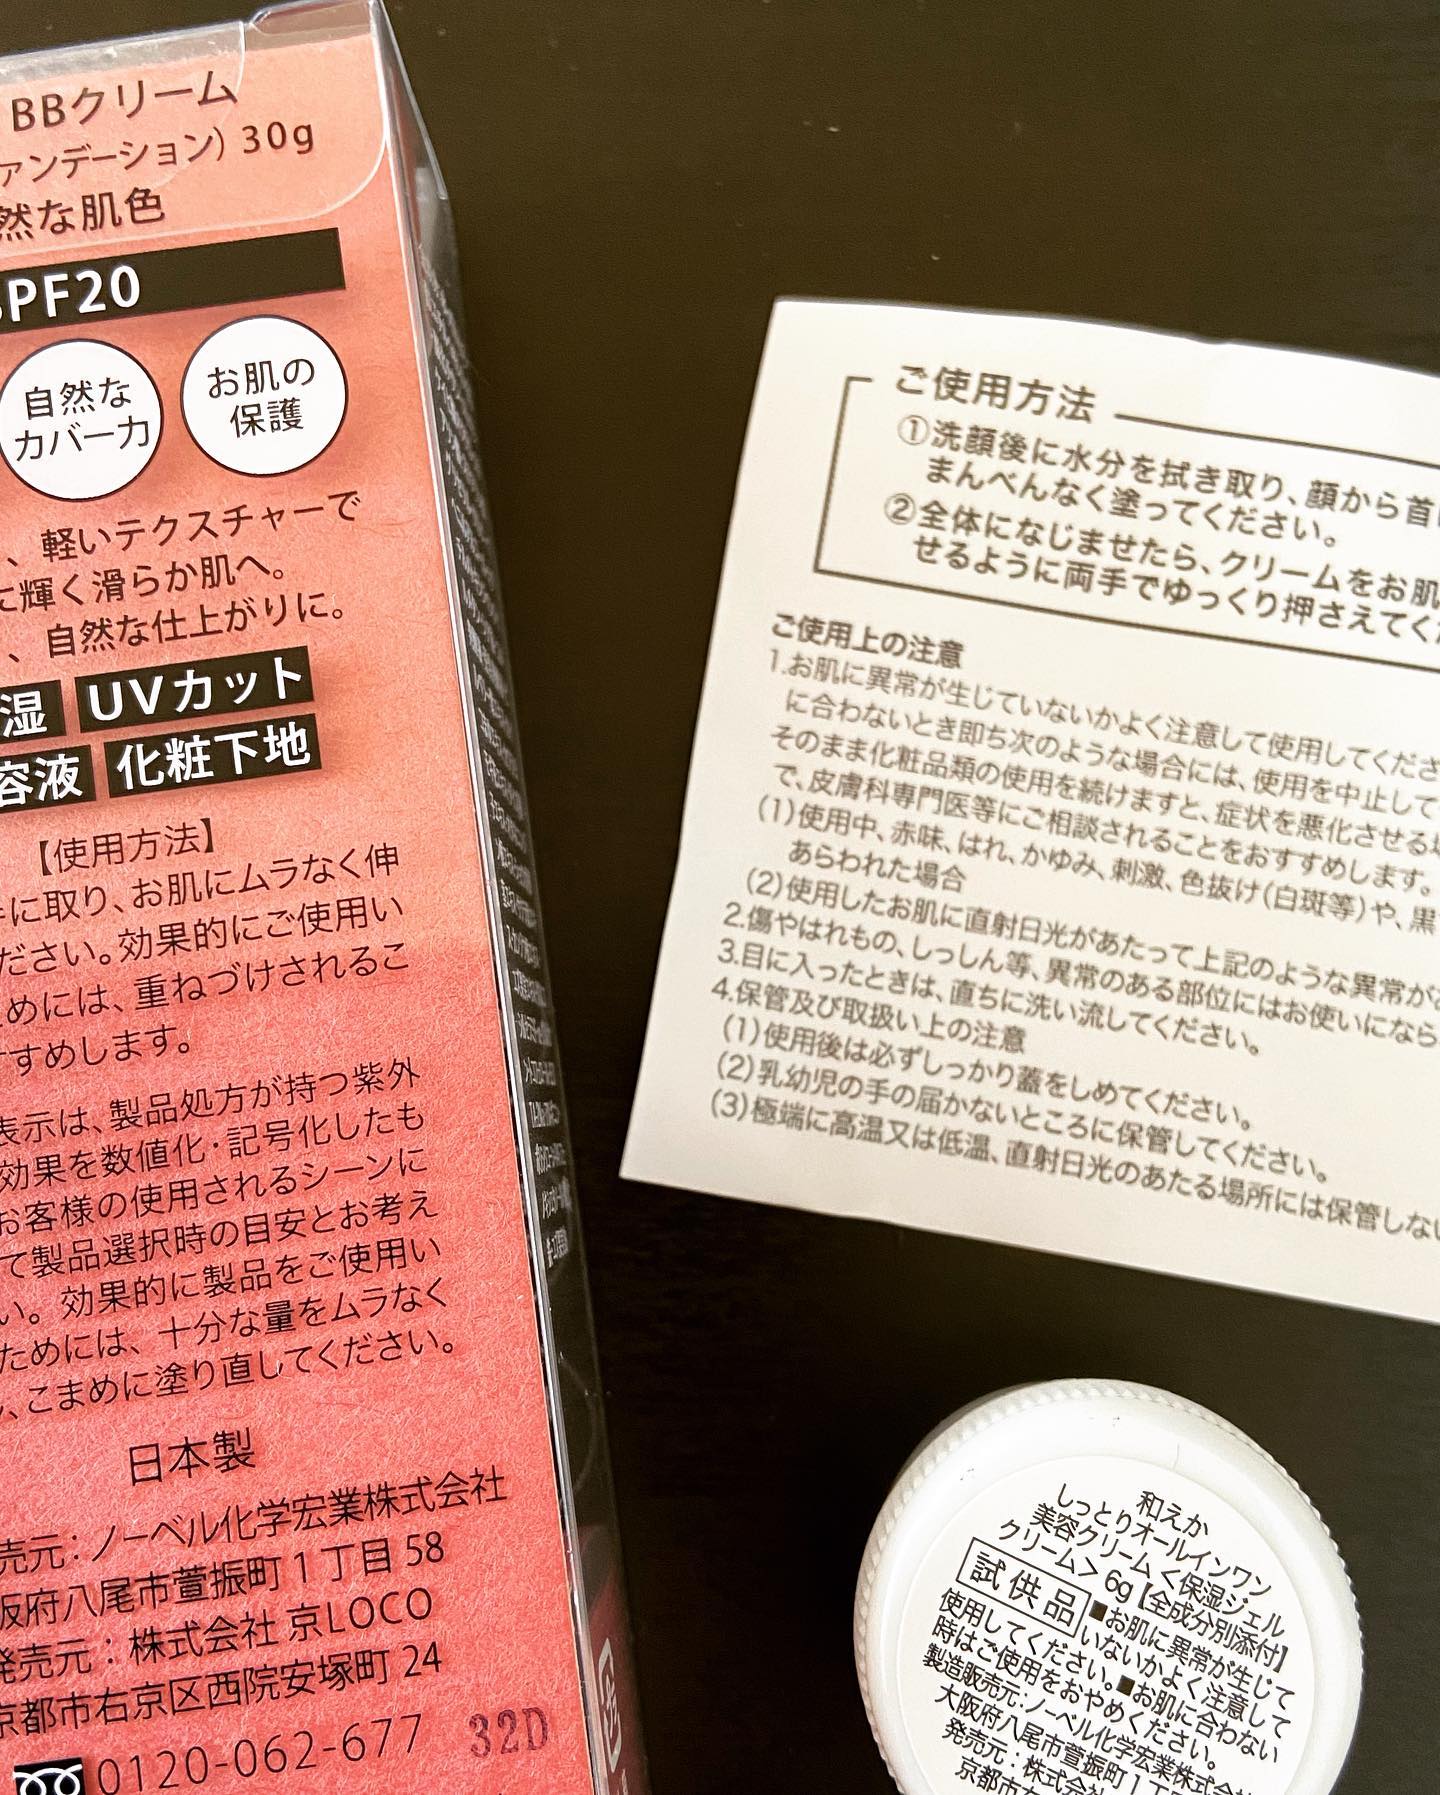 BBクリーム
ァンデーション) 30g
然な肌色
SPF20
自然な
カバー力
お肌の
保護
、軽いテクスチャーで
に輝く滑らか肌へ。
、自然な仕上がりに。
湿
UVカット
容液
化粧下地
【使用方法】
に取り、お肌にムラなく伸
ださい。効果的にご使用い
めには、重ねづけされるこ
すすめします。
表示は、製品処方が持つ紫外
効果を数値化・記号化したも
お客様の使用されるシーンに
て製品選択時の目安とお考え
い。効果的に製品をご使用い
ためには、十分な量をムラなく
、こまめに塗り直してください。
日本製
売元：ノーベル化学宏業株式会社
阪府八尾市萱振町1丁目58
発売元：株式会社 京LOCO
京都市右京区西院安塚町 24
0120-062-677
32D
ご使用方法
①洗顔後に水分を拭き取り、顔から首に
まんべんなく塗ってください。
②全体になじませたら、クリームをお肌
せるように両手でゆっくり押さえてくだ
ご使用上の注意
1.お肌に異常が生じていないかよく注意して使用してくださ
に合わないとき即ち次のような場合には、使用を中止して
そのまま化粧品類の使用を続けますと、症状を悪化させる場
で、皮膚科専門医等にご相談されることをおすすめします。
(1)使用中、赤味、はれ、かゆみ、刺激、色抜け(白斑等)や、黒
あらわれた場合
(2)使用したお肌に直射日光があたって上記のような異常があ
2.傷やはれもの、しっしん等、異常のある部位にはお使いになら
3.目に入ったときは、直ちに洗い流してください。
4.保管及び取扱い上の注意
(1)使用後は必ずしっかり蓋をしめてください。
(2)乳幼児の手の届かないところに保管してください。
(3)極端に高温又は低温、直射日光のあたる場所には保管しない
和えか
しっとりオールインワン
美容クリーム<保湿ジェル
クリーム> 6g【全成分別添付】
試供品
■お肌に異常が生じて
いないかよく注意して
使用してください。■お肌に合わない
時はご使用をおやめください。
製造販売元:ノーベル化学宏業株式会
大阪府八尾市萱振町1丁
発売元：株式会
京都市